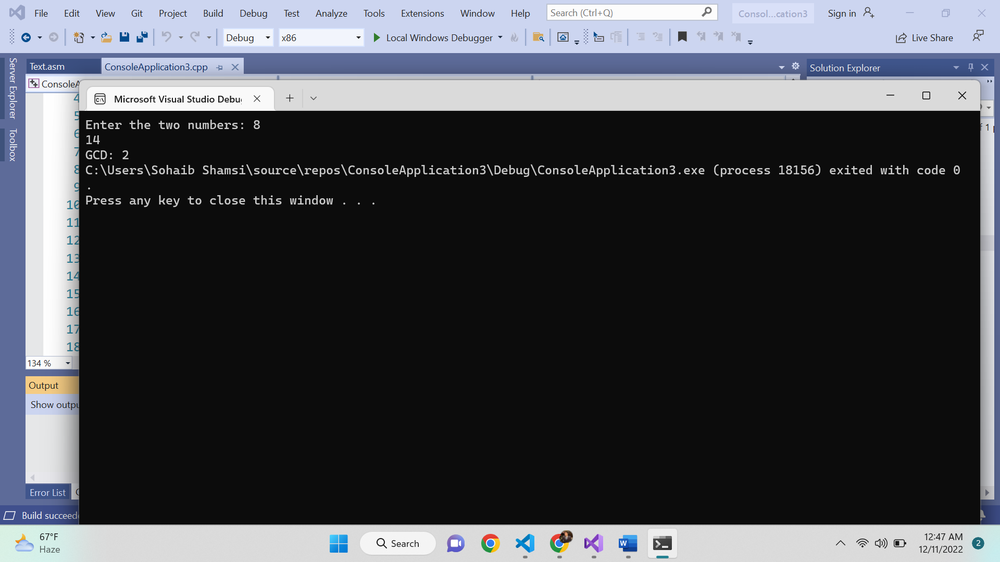 File Edit View Git Project Build Debug Test Analyze Tools Extensions Window Help Search (Ctrl+Q) Consol...cation3 Sign in
Debug x86 Local Windows Debugger Live Share
Server Explorer
Toolbox
Text.asm ConsoleApplication3.cpp Solution Explorer
ConsoleA
Microsoft Visual Studio Debug
4
5
6
7
8
9
10
11
12
13
14
15
16
17
18
Enter the two numbers: 8
14
GCD: 2
C:\Users\Sohaib Shamsi\source\repos\ConsoleApplication3\Debug\ConsoleApplication3.exe (process 18156) exited with code 0
.
Press any key to close this window . . .
134 %
Output
Show outpu
Error List
Build succeede
67°F
Haze
Search
12:47 AM
12/11/2022
2